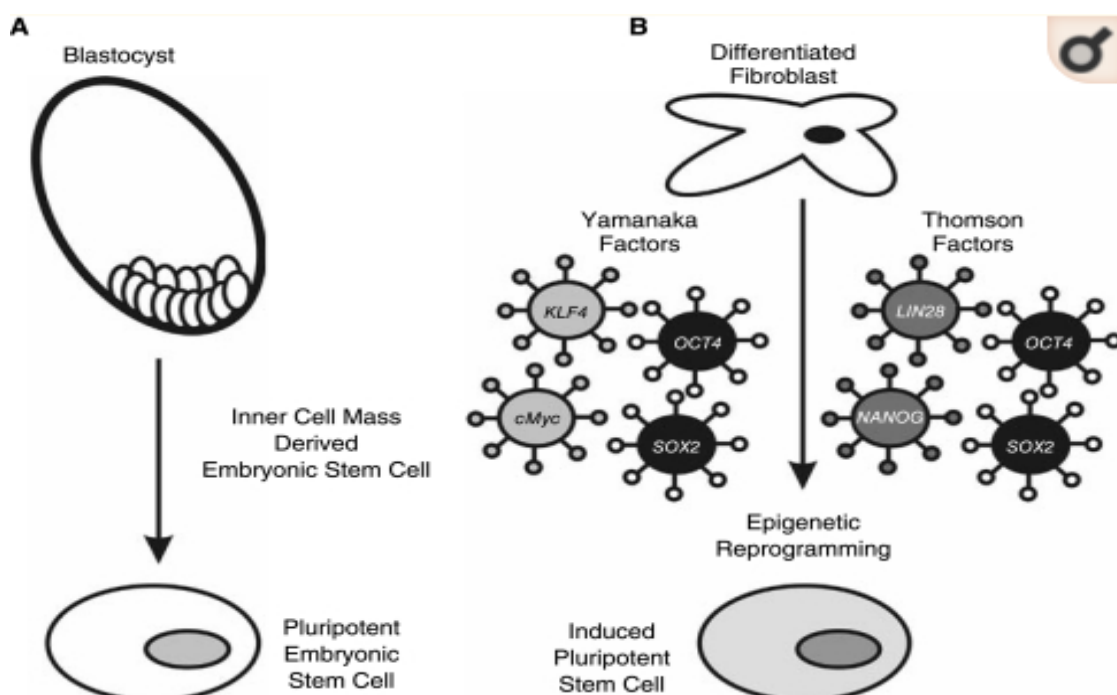 A
Blastocyst
Inner Cell Mass
Derived
Embryonic Stem Cell
Pluripotent
Embryonic
Stem Cell
B
Differentiated
Fibroblast
Yamanaka
Factors
KLF4
OCT4
cMyc
SOX2
Thomson
Factors
LIN28
OCT4
NANOG
SOX2
Epigenetic
Reprogramming
Induced
Pluripotent
Stem Cell